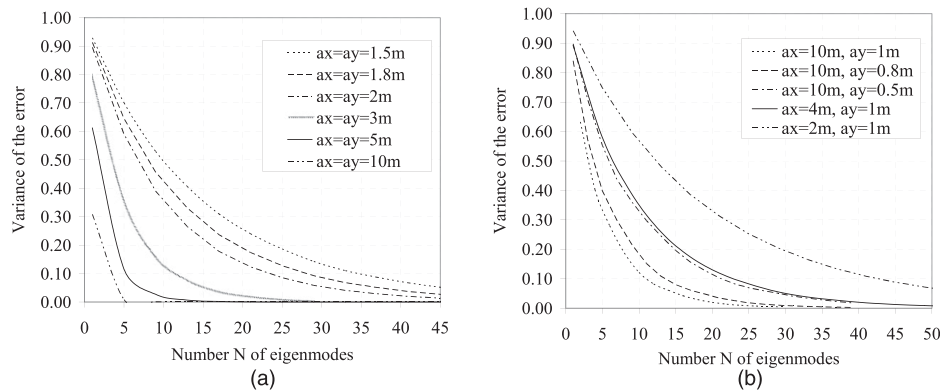 1.00
0.90
0.80
0.70
0.60
0.50
0.40
0.30
0.20
0.10
0.00
Variance of the error
ax=ay=1.5m
ax=ay=1.8m
ax=ay=2m
ax=ay=3m
ax=ay=5m
ax=ay=10m
0 5 10 15 20 25 30 35 40 45
Number N of eigenmodes
(a)
1.00
0.90
0.80
0.70
0.60
0.50
0.40
0.30
0.20
0.10
0.00
Variance of the error
ax=10m, ay=1m
ax=10m, ay=0.8m
ax=10m, ay=0.5m
ax=4m, ay=1m
ax=2m, ay=1m
0 5 10 15 20 25 30 35 40 45 50
Number N of eigenmodes
(b)